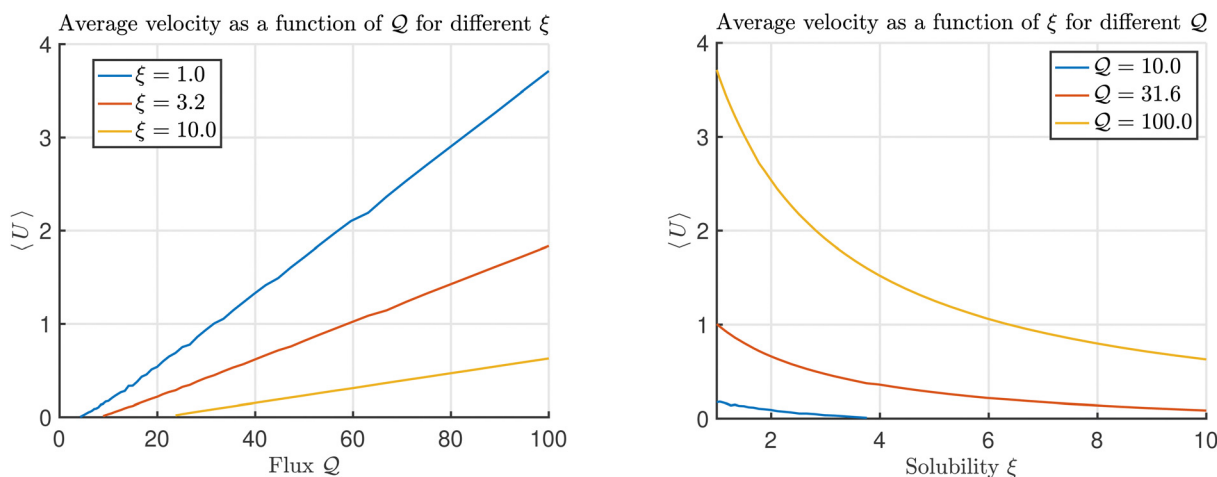 Average velocity as a function of 𝒬 for different ξ
4
3
2
1
0
⟨U⟩
ξ = 1.0
ξ = 3.2
ξ = 10.0
0 20 40 60 80 100
Flux 𝒬
Average velocity as a function of ξ for different 𝒬
4
3
2
1
0
⟨U⟩
𝒬 = 10.0
𝒬 = 31.6
𝒬 = 100.0
2 4 6 8 10
Solubility ξ